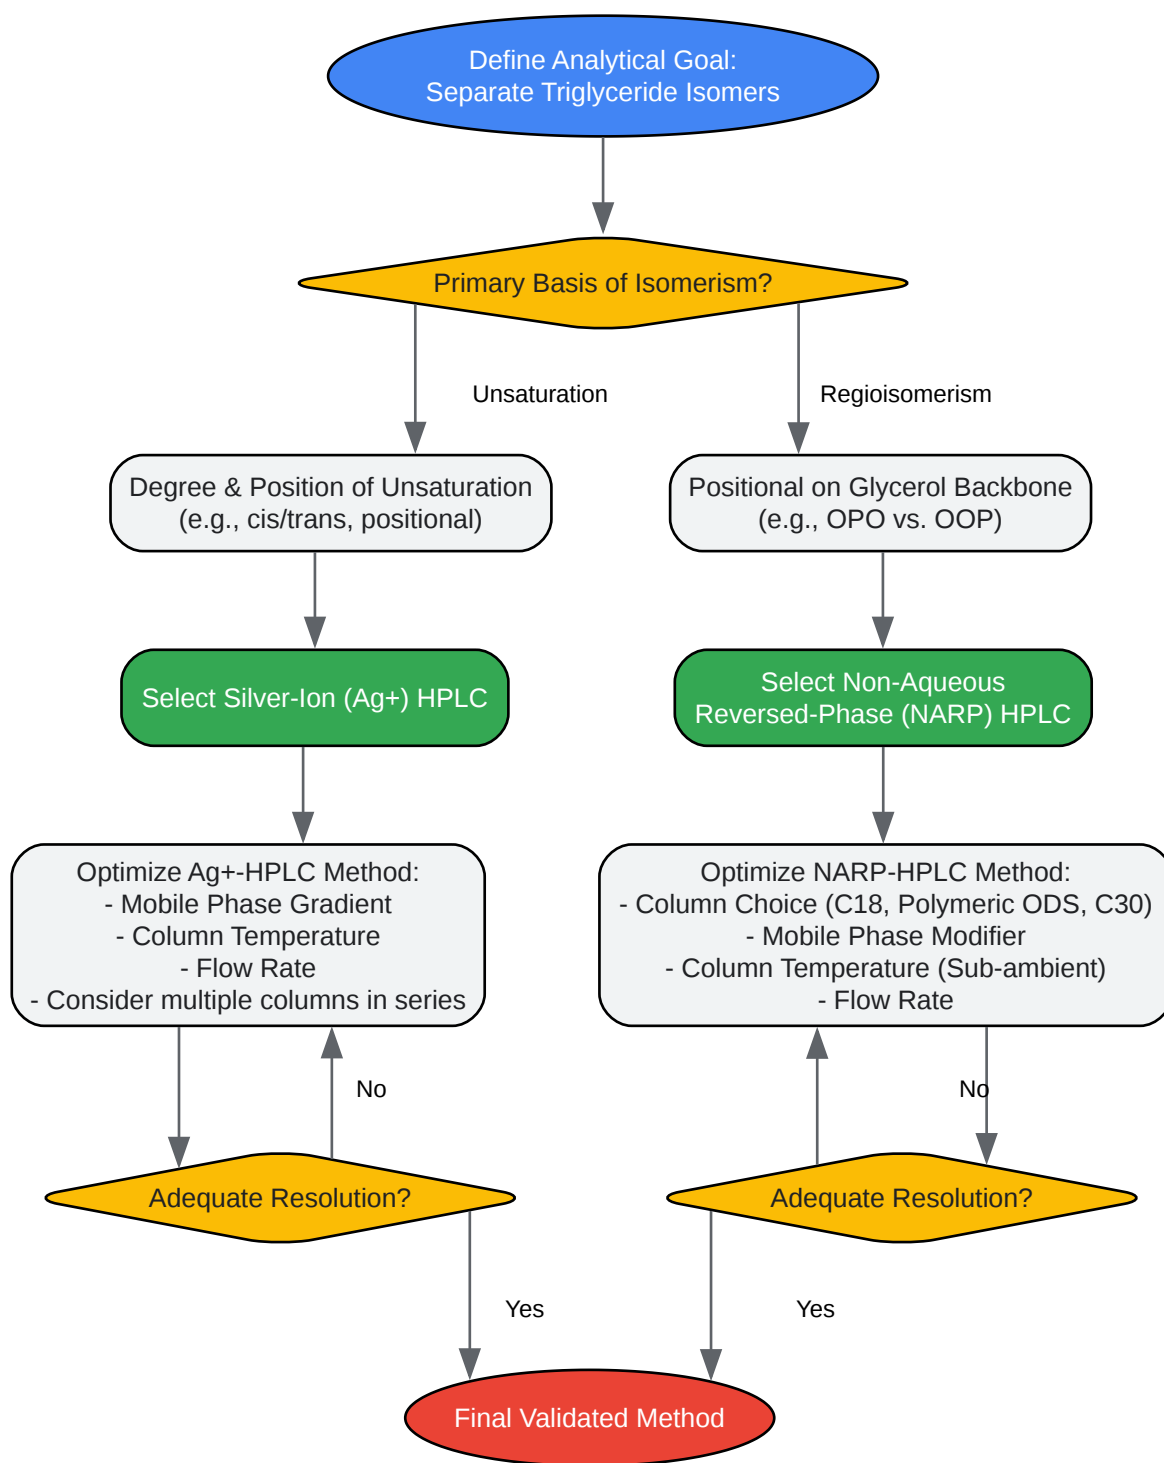 Define Analytical Goal:
Separate Triglyceride Isomers
Primary Basis of Isomerism?
Unsaturation
Regioisomerism
Degree & Position of Unsaturation
(e.g., cis/trans, positional)
Positional on Glycerol Backbone
(e.g., OPO vs. OOP)
Select Silver-Ion (Ag+) HPLC
Select Non-Aqueous
Reversed-Phase (NARP) HPLC
Optimize Ag+-HPLC Method:
- Mobile Phase Gradient
- Column Temperature
- Flow Rate
- Consider multiple columns in series
Optimize NARP-HPLC Method:
- Column Choice (C18, Polymeric ODS, C30)
- Mobile Phase Modifier
- Column Temperature (Sub-ambient)
- Flow Rate
No
No
Adequate Resolution?
Adequate Resolution?
Yes
Yes
Final Validated Method